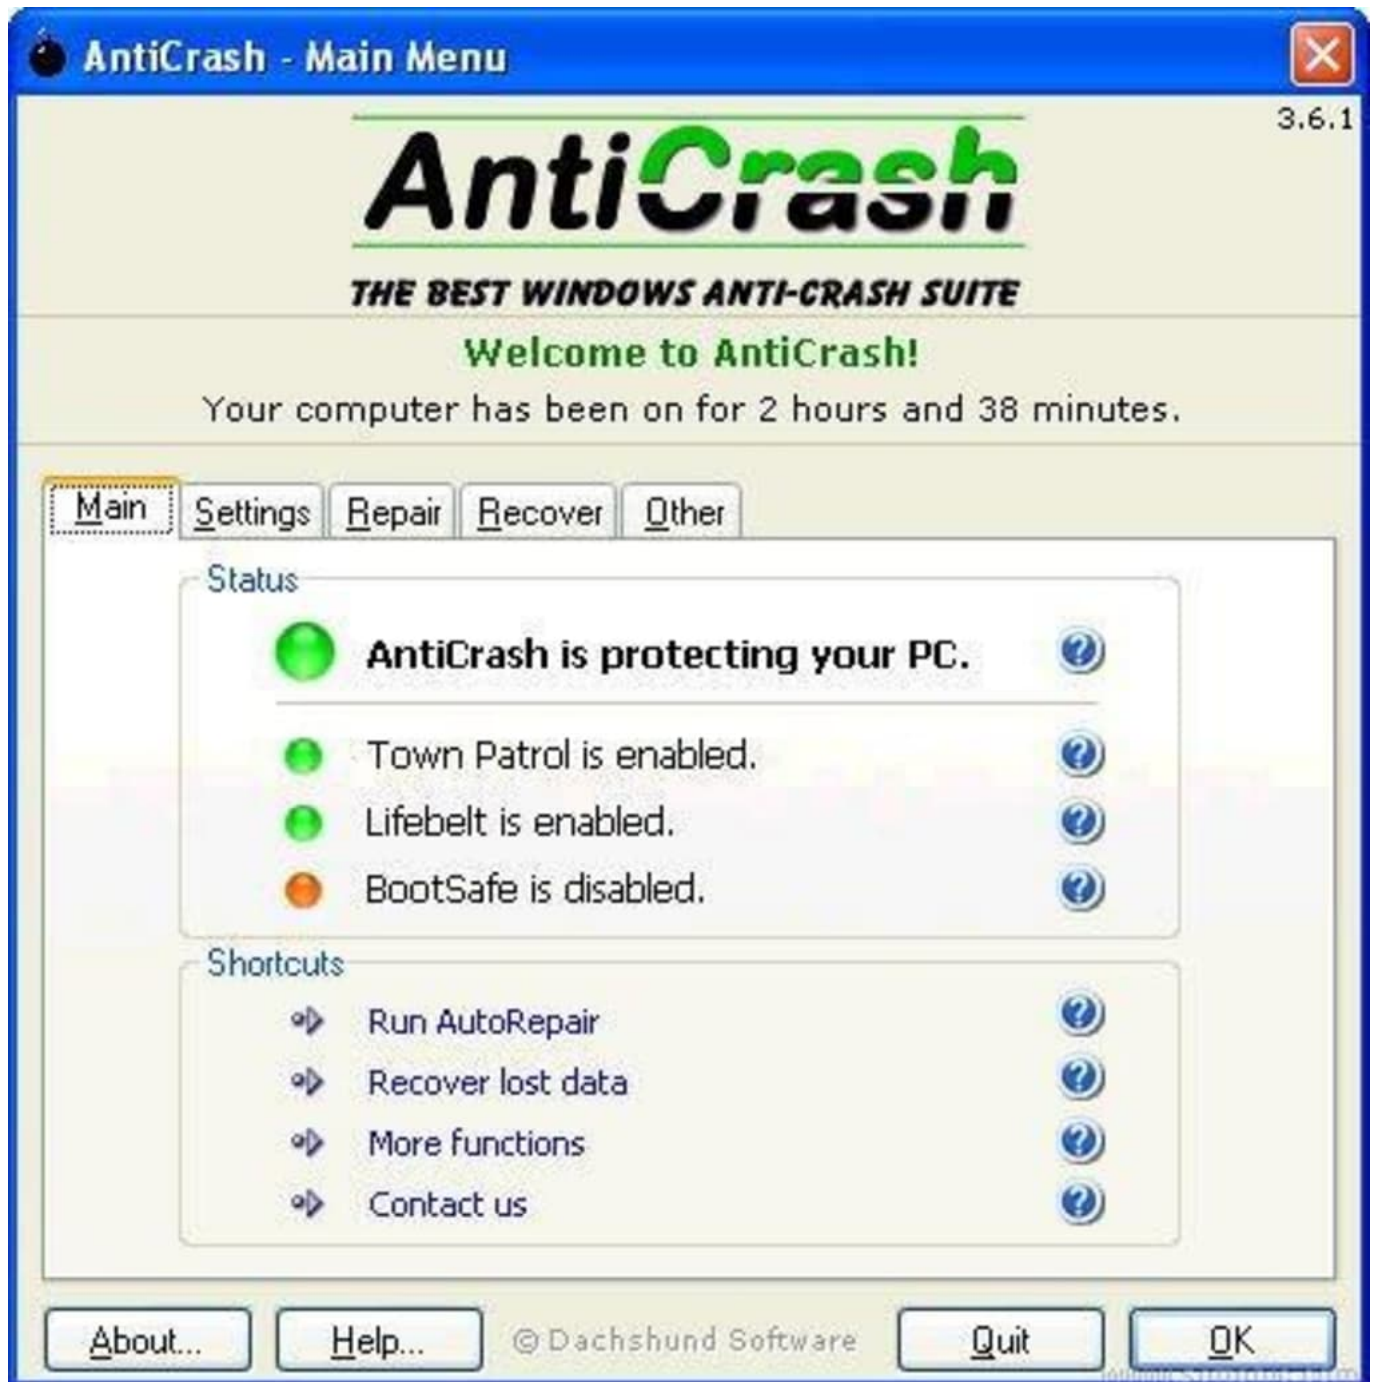 AntiCrash - Main Menu
3.6.1
AntiCrash
THE BEST WINDOWS ANTI-CRASH SUITE
Welcome to AntiCrash!
Your computer has been on for 2 hours and 38 minutes.
Main Settings Repair Recover Other
Status
AntiCrash is protecting your PC.
Town Patrol is enabled.
Lifebelt is enabled.
BootSafe is disabled.
Shortcuts
Run AutoRepair
Recover lost data
More functions
Contact us
About... Help... © Dachshund Software Quit OK